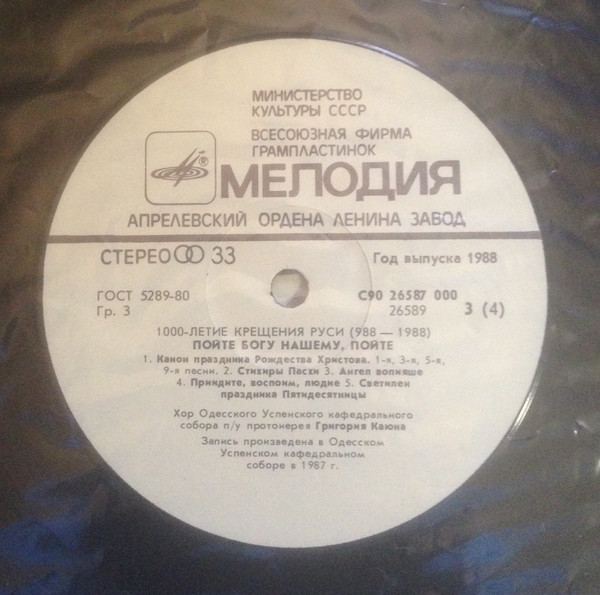 МИНИСТЕРСТВО
КУЛЬТУРЫ СССР
ВСЕСОЮЗНАЯ ФИРМА
ГРАМПЛАСТИНОК
®
МЕЛОДИЯ
АПРЕЛЕВСКИЙ ОРДЕНА ЛЕНИНА ЗАВОД
СТЕРЕО 33
Год выпуска 1988
ГОСТ 5289-80
С90 26587 000
Гр. 3
26589 3 (4)
1000-ЛЕТИЕ КРЕЩЕНИЯ РУСИ (988 — 1988)
ПОЙТЕ БОГУ НАШЕМУ, ПОЙТЕ
1. Канон праздника Рождества Христова. 1-я, 3-я, 5-я,
9-я песни. 2. Стихиры Пасхи 3. Ангел вопияше
4. Приидите, воспоим, людие 5. Светилен
праздника Пятидесятницы
Хор Одесского Успенского кафедрального
собора п/у протоиерея Григория Каюна
Запись произведена в Одесском
Успенском кафедральном
соборе в 1987 г.